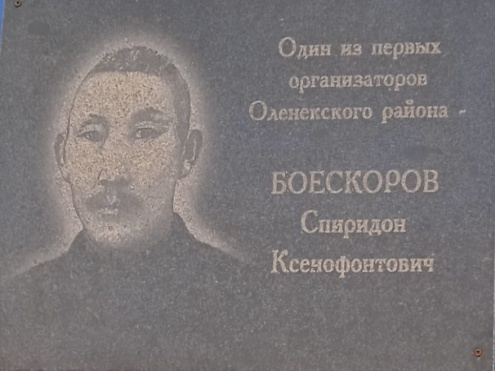 Один из первых
организаторов
Оленекского района -
БОЕСКОРОВ
Спиридон
Ксенофонтович